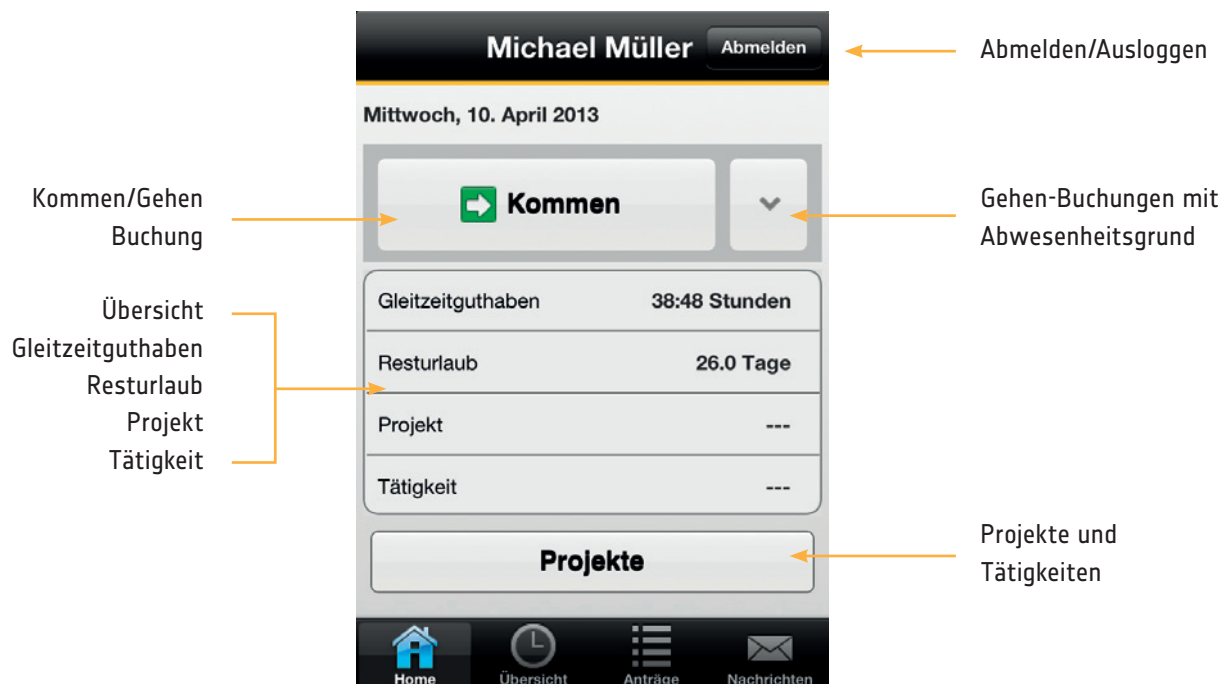 Michael Müller
Abmelden
Abmelden/Ausloggen
Mittwoch, 10. April 2013
Kommen/Gehen
Buchung
Kommen
Gehen-Buchungen mit
Abwesenheitsgrund
Übersicht
Gleitzeitguthaben
Resturlaub
Projekt
Tätigkeit
Gleitzeitguthaben 38:48 Stunden
Resturlaub 26.0 Tage
Projekt ---
Tätigkeit ---
Projekte
Projekte und
Tätigkeiten
Home Übersicht Anträge Nachrichten